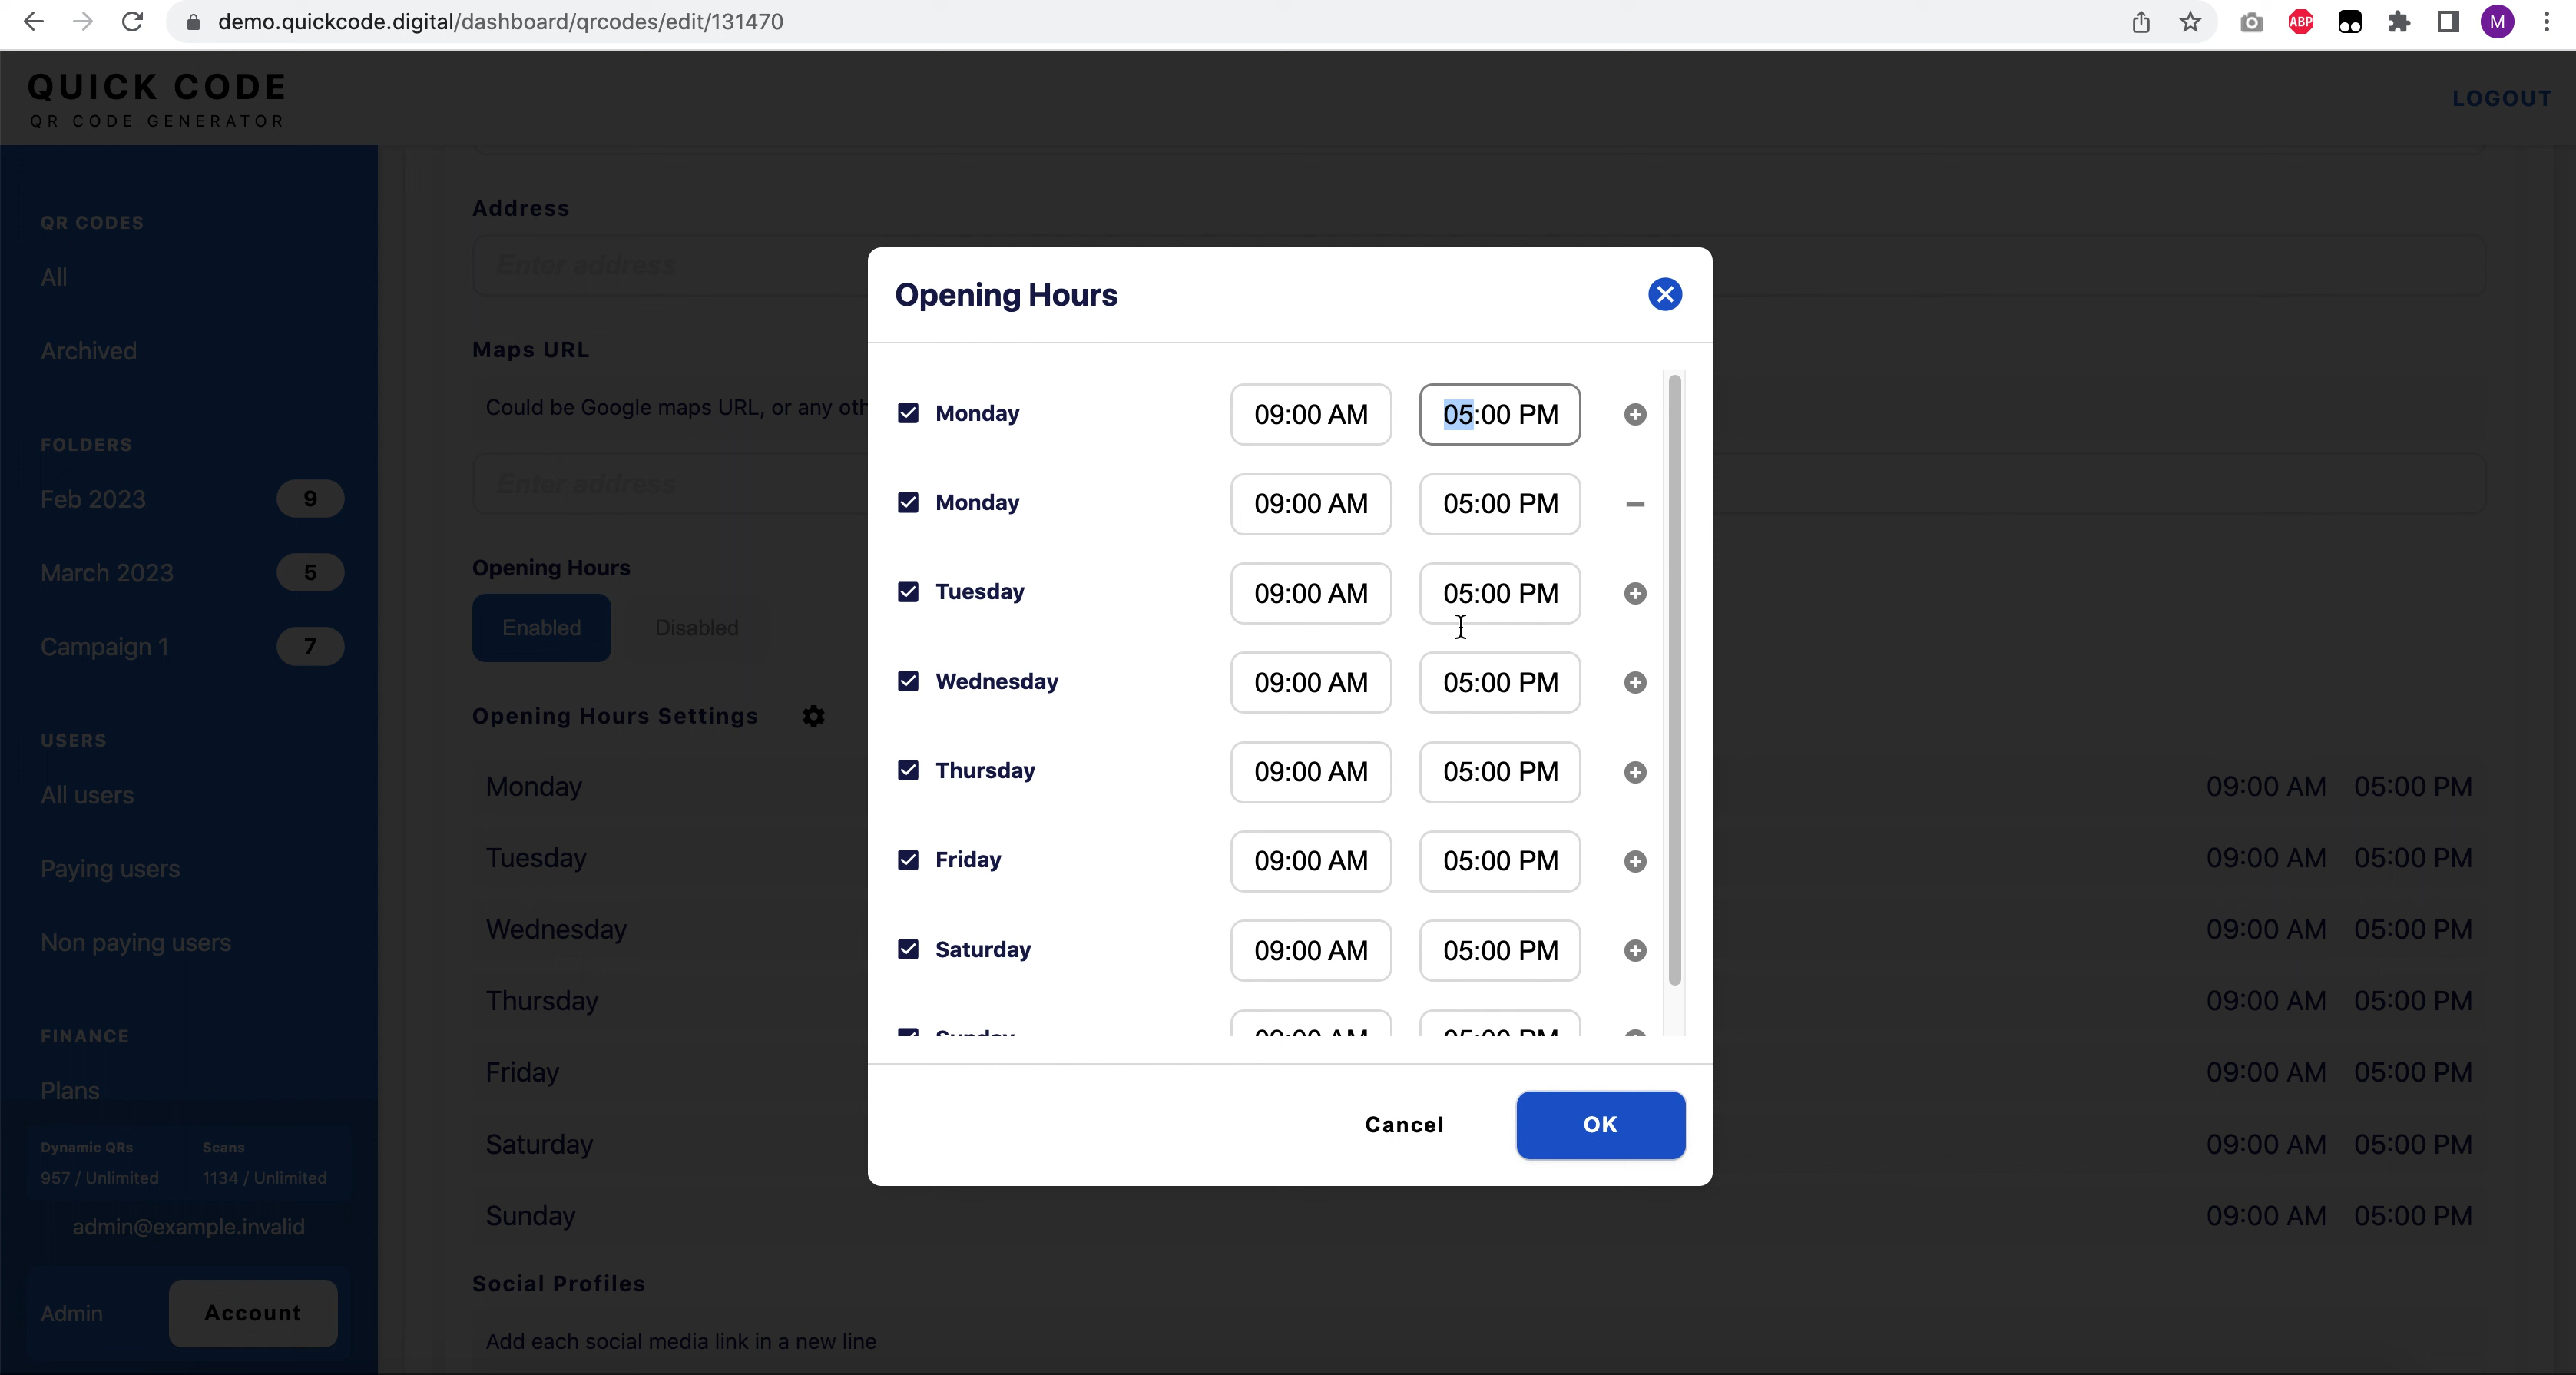 demo.quickcode.digital/dashboard/qrcodes/edit/131470
ABP
M
QUICK CODE
QR CODE GENERATOR
LOGOUT
QR CODES
All
Archived
FOLDERS
Feb 2023 9
March 2023 5
Campaign 1 7
USERS
All users
Paying users
Non paying users
FINANCE
Plans
Dynamic QRs Scans
957 / Unlimited 1134 / Unlimited
admin@example.invalid
Admin Account
Address
Enter address
Maps URL
Could be Google maps URL, or any oth
Enter address
Opening Hours
Enabled Disabled
Opening Hours Settings
Monday 09:00 AM 05:00 PM
Tuesday 09:00 AM 05:00 PM
Wednesday 09:00 AM 05:00 PM
Thursday 09:00 AM 05:00 PM
Friday 09:00 AM 05:00 PM
Saturday 09:00 AM 05:00 PM
Sunday 09:00 AM 05:00 PM
Social Profiles
Add each social media link in a new line
Opening Hours
Monday 09:00 AM 05:00 PM
Monday 09:00 AM 05:00 PM
Tuesday 09:00 AM 05:00 PM
Wednesday 09:00 AM 05:00 PM
Thursday 09:00 AM 05:00 PM
Friday 09:00 AM 05:00 PM
Saturday 09:00 AM 05:00 PM
Sunday 09:00 AM 05:00 PM
Cancel OK